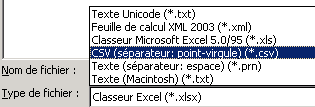 Texte Unicode (*.txt)
Feuille de calcul XML 2003 (*.xml)
Classeur Microsoft Excel 5.0/95 (*.xls)
CSV (séparateur: point-virgule) (*.csv)
Nom de fichier : Texte (séparateur: espace) (*.prn)
Texte (Macintosh) (*.txt)
Type de fichier : Classeur Excel (*.xlsx)